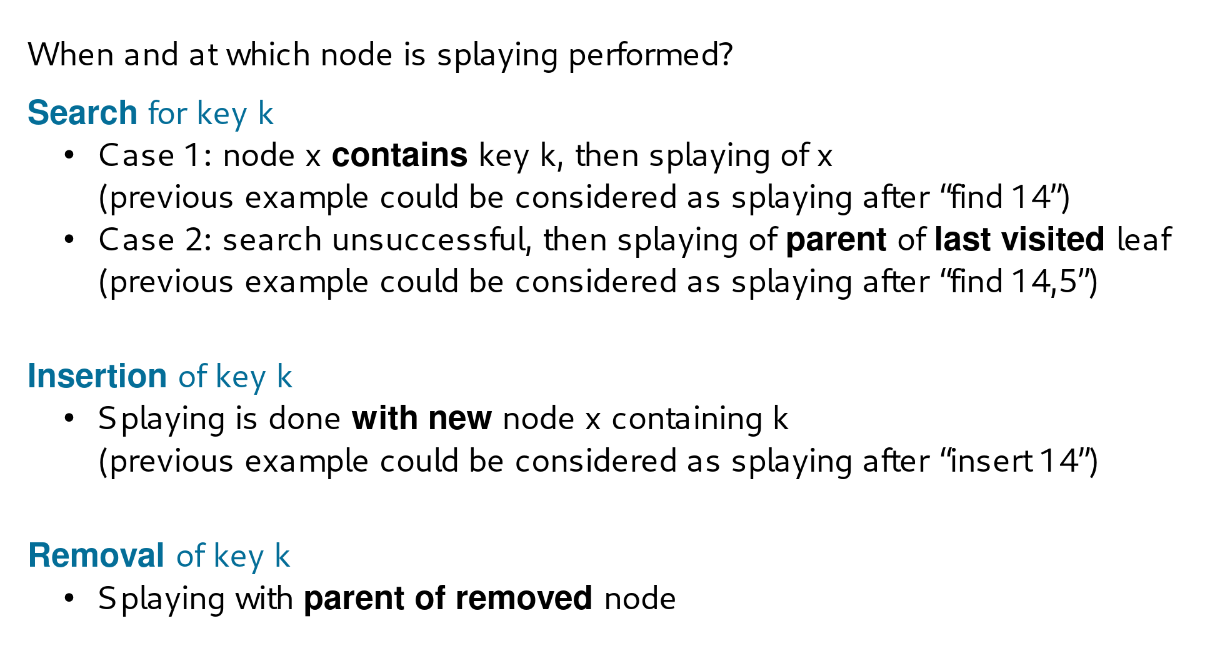 When and at which node is splaying performed?
Search for key k
• Case 1: node x contains key k, then splaying of x
(previous example could be considered as splaying after “find 14”)
• Case 2: search unsuccessful, then splaying of parent of last visited leaf
(previous example could be considered as splaying after “find 14,5”)
Insertion of key k
• Splaying is done with new node x containing k
(previous example could be considered as splaying after “insert 14”)
Removal of key k
• Splaying with parent of removed node